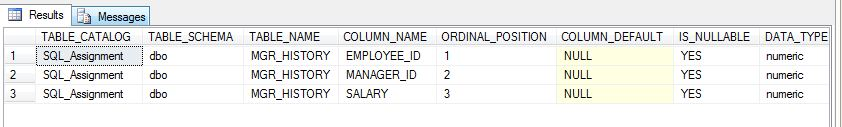 Results Messages
TABLE_CATALOG TABLE_SCHEMA TABLE_NAME COLUMN_NAME ORDINAL_POSITION COLUMN_DEFAULT IS_NULLABLE DATA_TYPE
1 SQL_Assignment dbo MGR_HISTORY EMPLOYEE_ID 1 NULL YES numeric
2 SQL_Assignment dbo MGR_HISTORY MANAGER_ID 2 NULL YES numeric
3 SQL_Assignment dbo MGR_HISTORY SALARY 3 NULL YES numeric